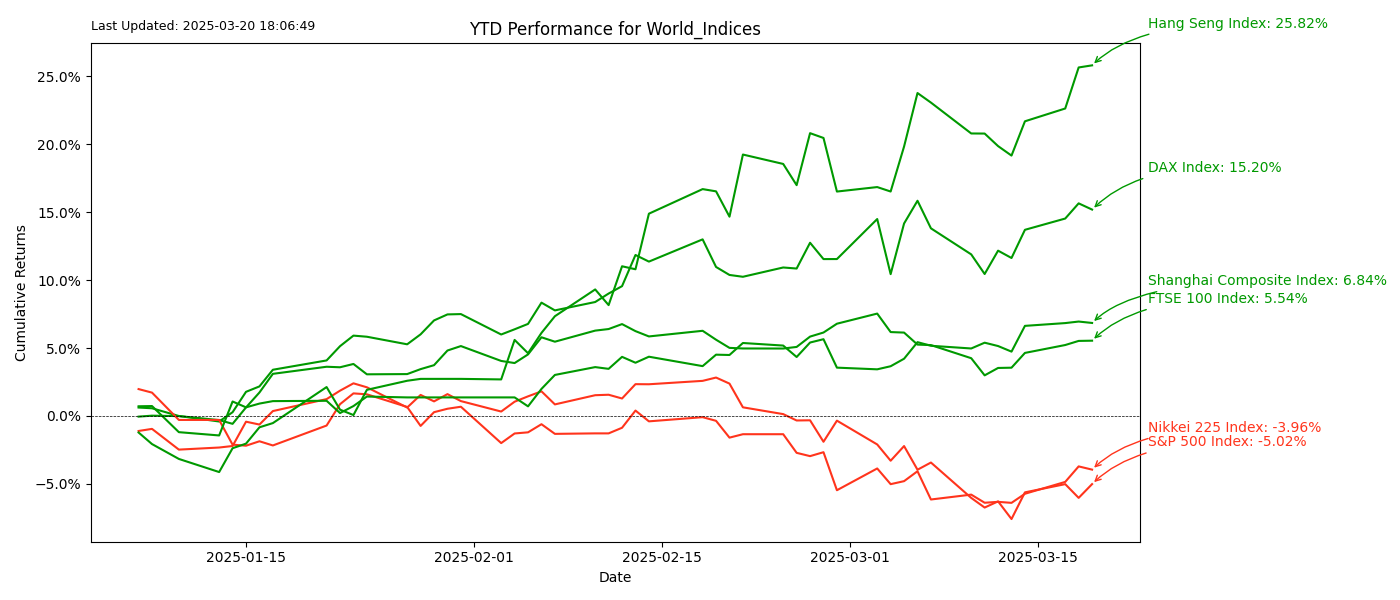 Last Updated: 2025-03-20 18:06:49
YTD Performance for World_Indices
Hang Seng Index: 25.82%
DAX Index: 15.20%
Shanghai Composite Index: 6.84%
FTSE 100 Index: 5.54%
Nikkei 225 Index: -3.96%
S&P 500 Index: -5.02%
Cumulative Returns
25.0%
20.0%
15.0%
10.0%
5.0%
0.0%
−5.0%
2025-01-15
2025-02-01
2025-02-15
2025-03-01
2025-03-15
Date